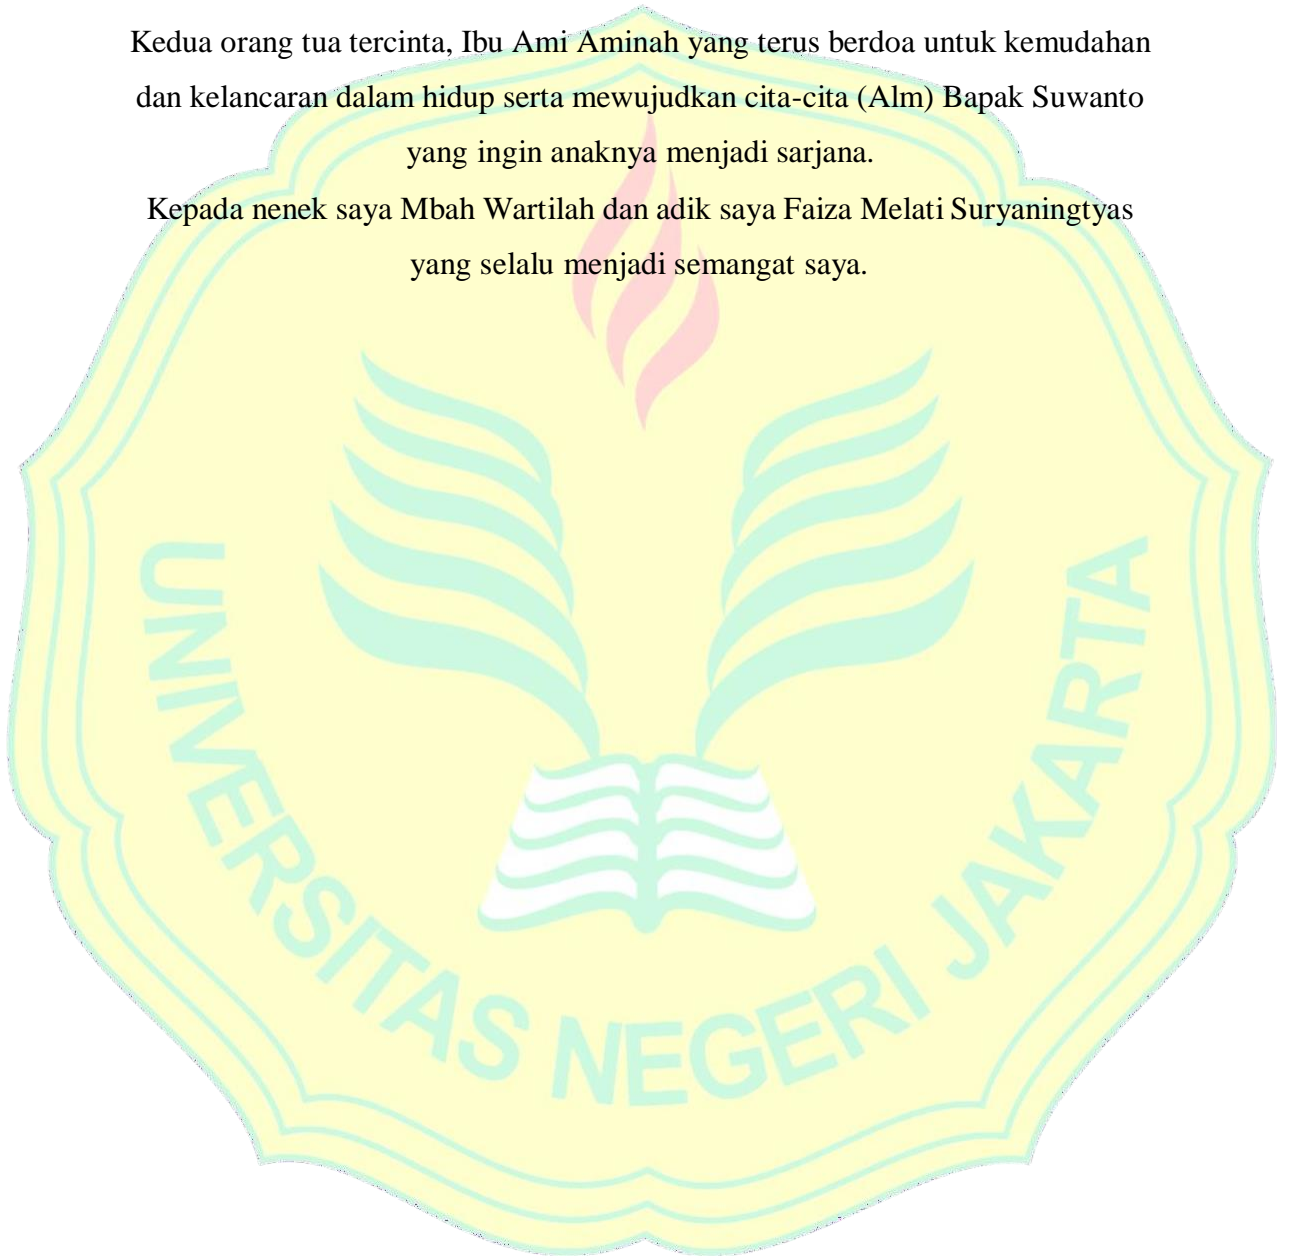 Kedua orang tua tercinta, Ibu Ami Aminah yang terus berdoa untuk kemudahan
dan kelancaran dalam hidup serta mewujudkan cita-cita (Alm) Bapak Suwanto
yang ingin anaknya menjadi sarjana.
Kepada nenek saya Mbah Wartilah dan adik saya Faiza Melati Suryaningtyas
yang selalu menjadi semangat saya.
UNIVERSITAS NEGERI JAKARTA